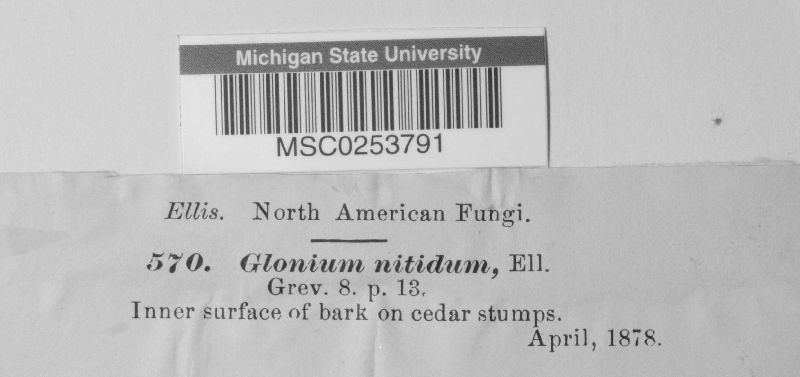 Michigan State University
MSC0253791
Ellis. North American Fungi.
570. Glonium nitidum, Ell.
Grev. 8. p. 13.
Inner surface of bark on cedar stumps.
April, 1878.